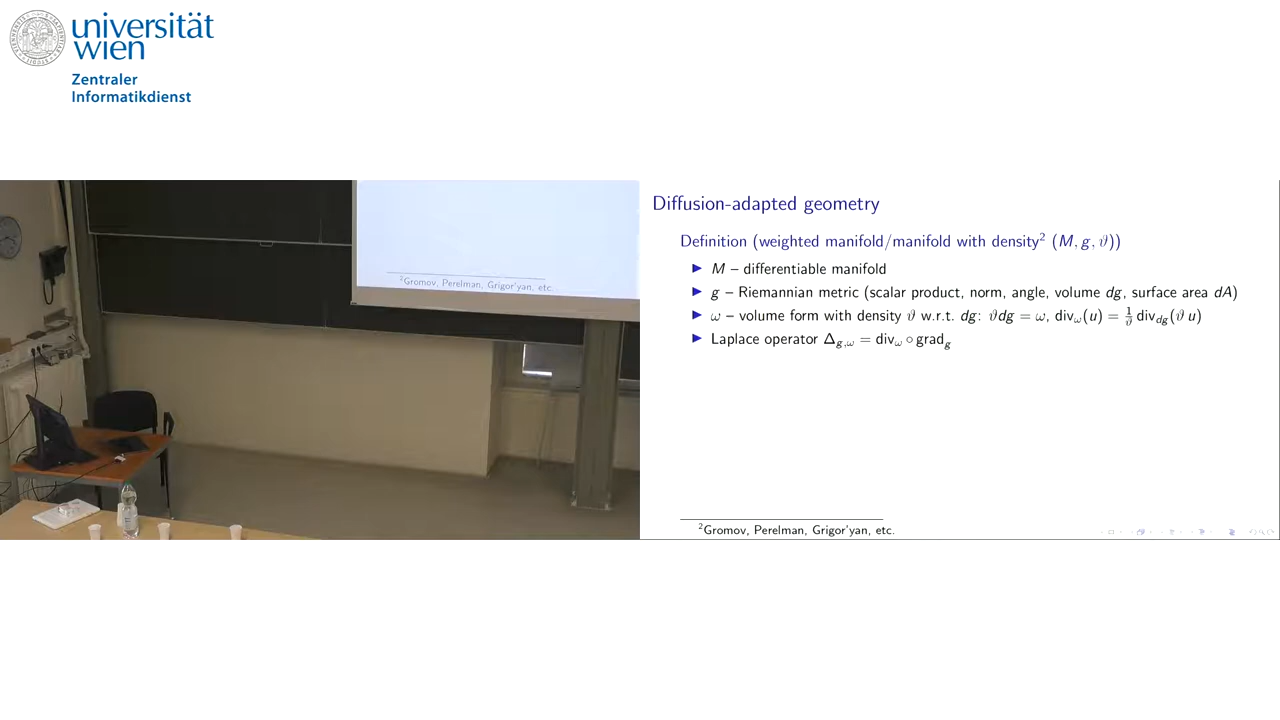 universität
wien
Zentraler
Informatikdienst
²Gromov, Perelman, Grigor'yan, etc.
Diffusion-adapted geometry
Definition (weighted manifold/manifold with density² (M, g, ϑ))
▶ M – differentiable manifold
▶ g – Riemannian metric (scalar product, norm, angle, volume dg, surface area dA)
▶ ω – volume form with density ϑ w.r.t. dg: ϑdg = ω, div_ω(u) = 1/ϑ div_dg(ϑ u)
▶ Laplace operator Δ_g,ω = div_ω ∘ grad_g
²Gromov, Perelman, Grigor'yan, etc.